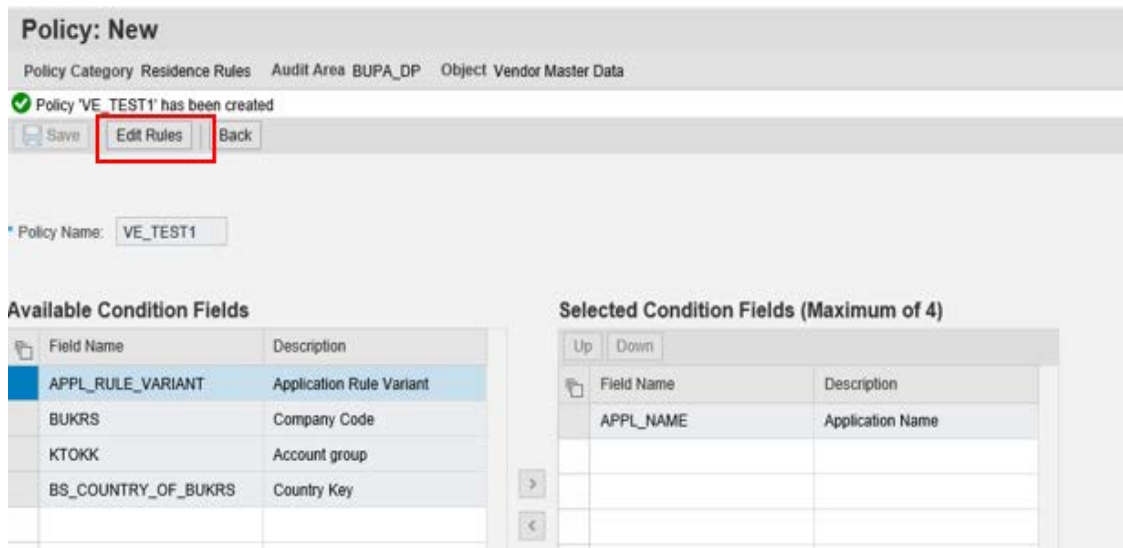 Policy: New
Policy Category Residence Rules Audit Area BUPA_DP Object Vendor Master Data
Policy 'VE_TEST1' has been created
Save Edit Rules Back
* Policy Name: VE_TEST1
Available Condition Fields
Field Name Description
APPL_RULE_VARIANT Application Rule Variant
BUKRS Company Code
KTOKK Account group
BS_COUNTRY_OF_BUKRS Country Key
Selected Condition Fields (Maximum of 4)
Up Down
Field Name Description
APPL_NAME Application Name